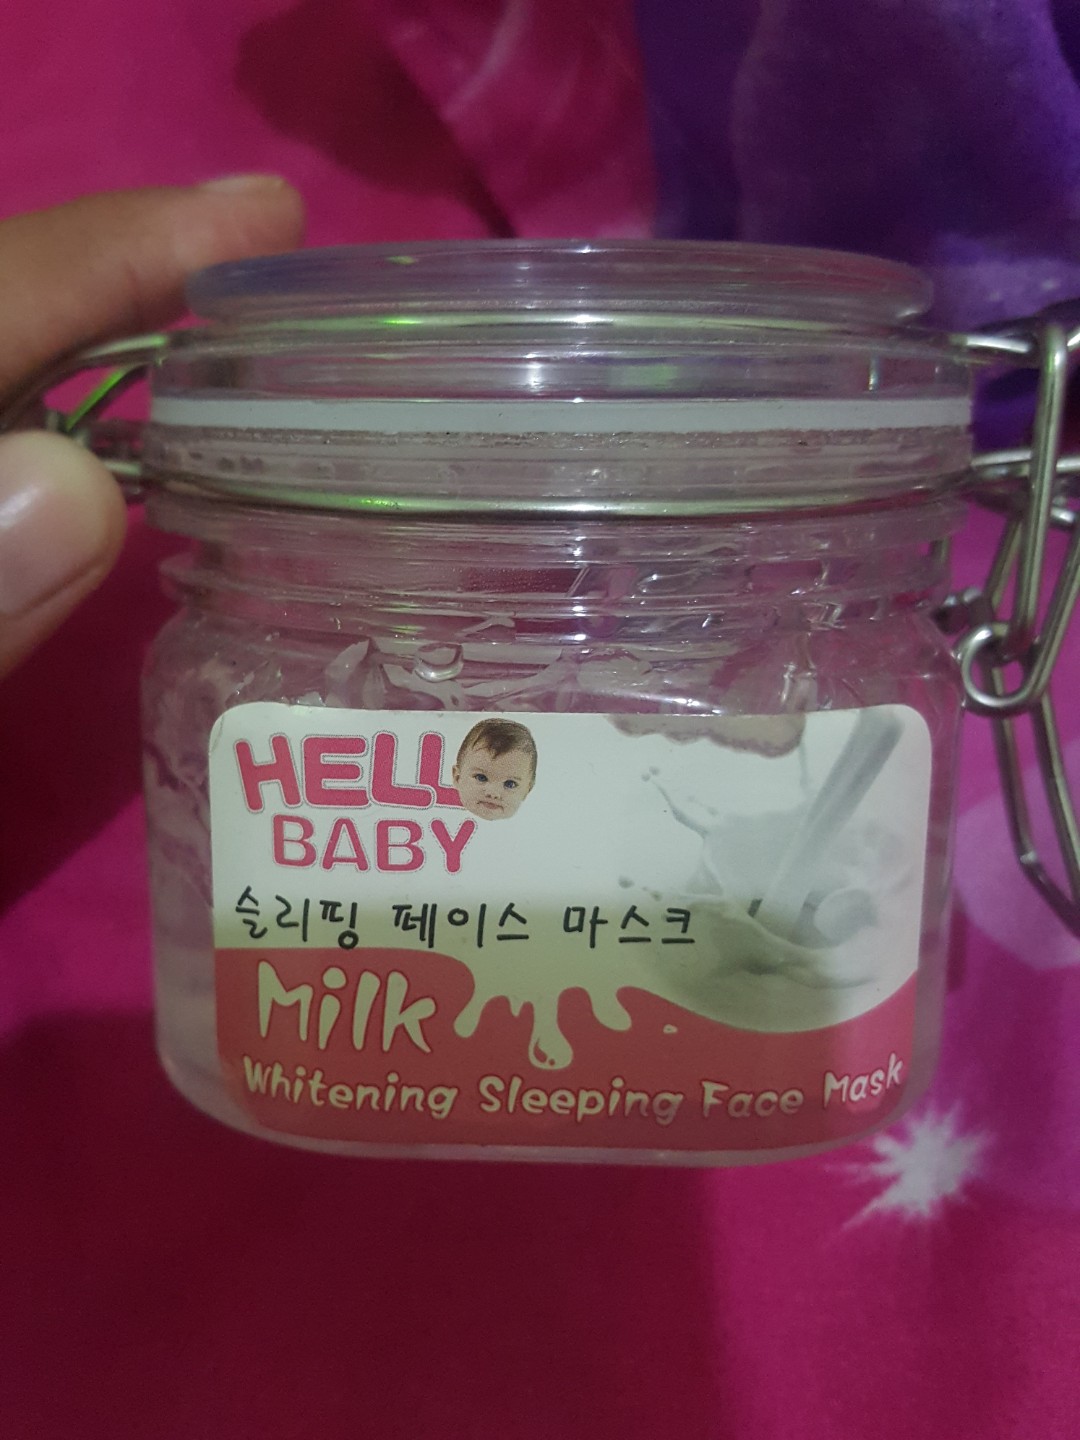 HELL
BABY
슬리핑 페이스 마스크
Milk
Whitening Sleeping Face Mask